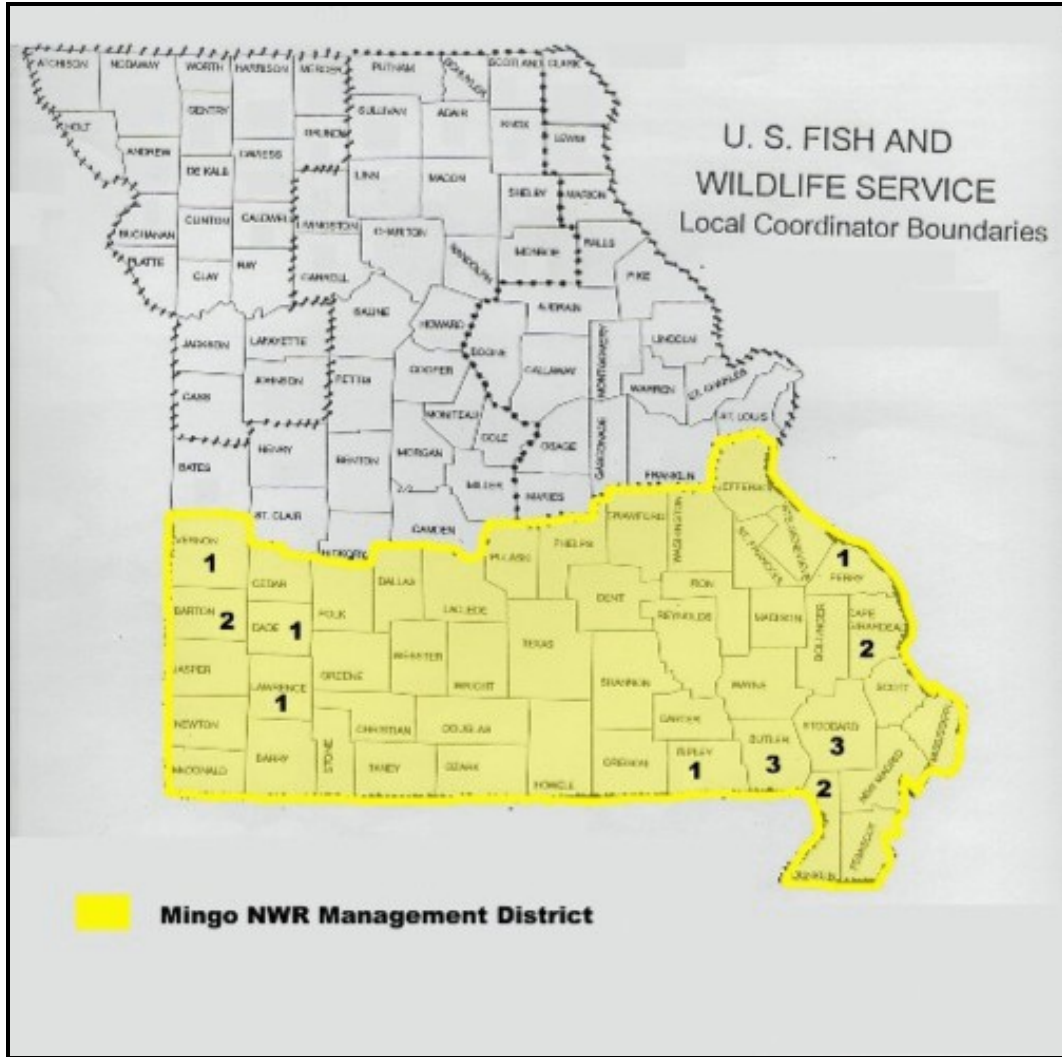 U. S. FISH AND
WILDLIFE SERVICE
Local Coordinator Boundaries
ATCHISON NODAWAY WORTH HARRISON MERCER PUTNAM SCHUYLER SCOTLAND CLARK
GENTRY SULLIVAN ADAIR KNOX LEWIS
HOLT ANDREW DE KALB DAVIESS GRUNDY
LINN MACON SHELBY MARION
BUCHANAN CLINTON CALDWELL LIVINGSTON CHARITON MONROE RALLS
PLATTE CLAY RAY CARROLL RANDOLPH PIKE
SALINE HOWARD AUDRAIN
JACKSON LAFAYETTE BOONE MONTGOMERY LINCOLN
CASS JOHNSON PETTIS COOPER CALLAWAY WARREN ST. CHARLES
MONITEAU COLE ST. LOUIS
BATES HENRY BENTON MORGAN OSAGE GASCONADE FRANKLIN
MILLER MARIES
ST. CLAIR CAMDEN JEFFERSON
VERNON HICKORY PULASKI PHELPS CRAWFORD WASHINGTON
1 CEDAR DALLAS ST. FRANCOIS STE. GENEVIEVE 1 PERRY
BARTON 2 DADE 1 POLK LACLEDE DENT IRON REYNOLDS MADISON BOLLINGER CAPE GIRARDEAU 2
JASPER LAWRENCE 1 GREENE WEBSTER WRIGHT TEXAS SHANNON WAYNE SCOTT
NEWTON CHRISTIAN DOUGLAS CARTER STODDARD 3 MISSISSIPPI
MCDONALD BARRY STONE TANEY OZARK HOWELL OREGON RIPLEY 1 BUTLER 3
2 NEW MADRID
DUNKLIN PEMISCOT
Mingo NWR Management District